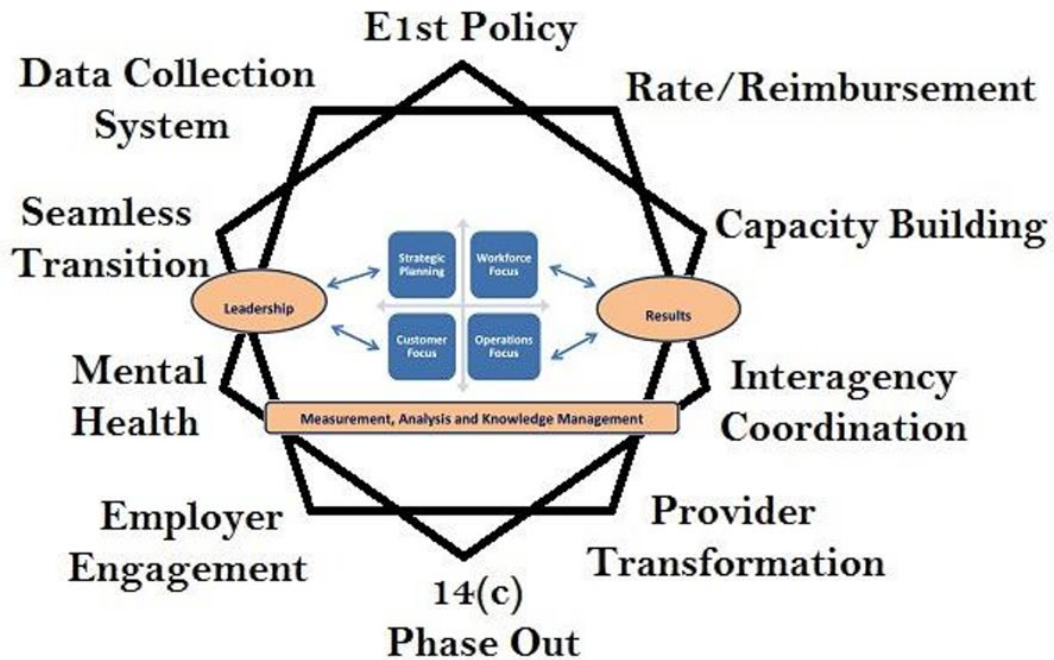 E1st Policy
Data Collection
System
Rate/Reimbursement
Seamless
Transition
Capacity Building
Strategic
Planning
Workforce
Focus
Leadership
Results
Customer
Focus
Operations
Focus
Mental
Health
Interagency
Coordination
Measurement, Analysis and Knowledge Management
Employer
Engagement
Provider
Transformation
14(c)
Phase Out